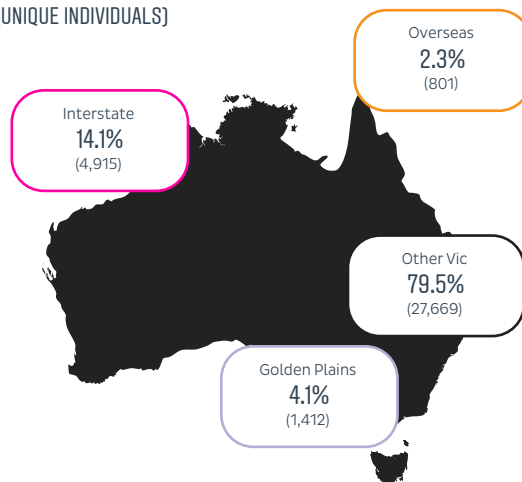 UNIQUE INDIVIDUALS)
Overseas
2.3%
(801)
Interstate
14.1%
(4,915)
Other Vic
79.5%
(27,669)
Golden Plains
4.1%
(1,412)